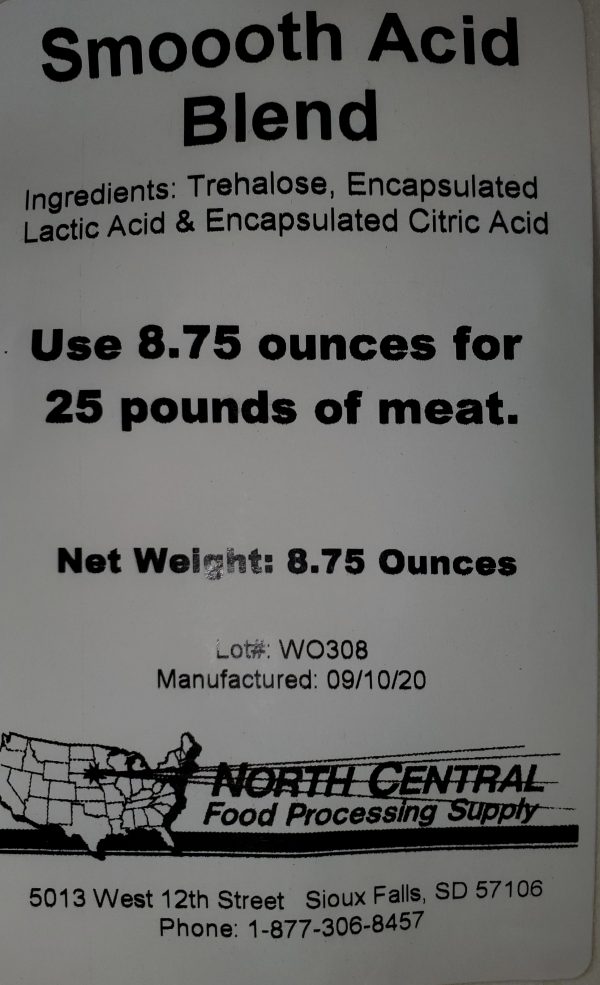 Smoooth Acid
Blend
Ingredients: Trehalose, Encapsulated
Lactic Acid & Encapsulated Citric Acid
Use 8.75 ounces for
25 pounds of meat.
Net Weight: 8.75 Ounces
Lot#: WO308
Manufactured: 09/10/20
NORTH CENTRAL
Food Processing Supply
5013 West 12th Street Sioux Falls, SD 57106
Phone: 1-877-306-8457